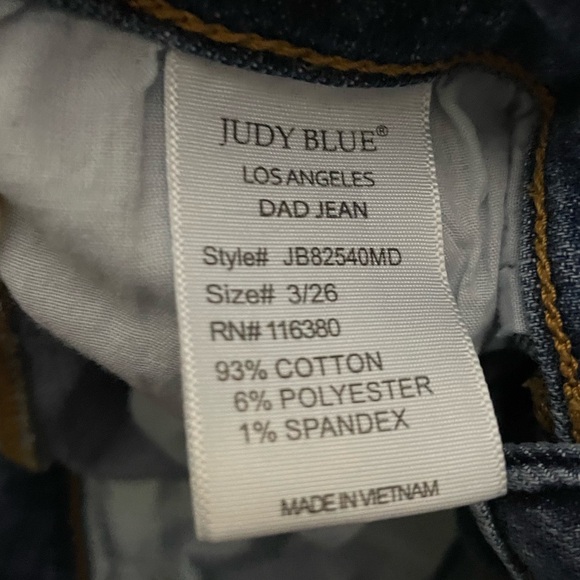 JUDY BLUE®
LOS ANGELES
DAD JEAN
Style# JB82540MD
Size# 3/26
RN# 116380
93% COTTON
6% POLYESTER
1% SPANDEX
MADE IN VIETNAM